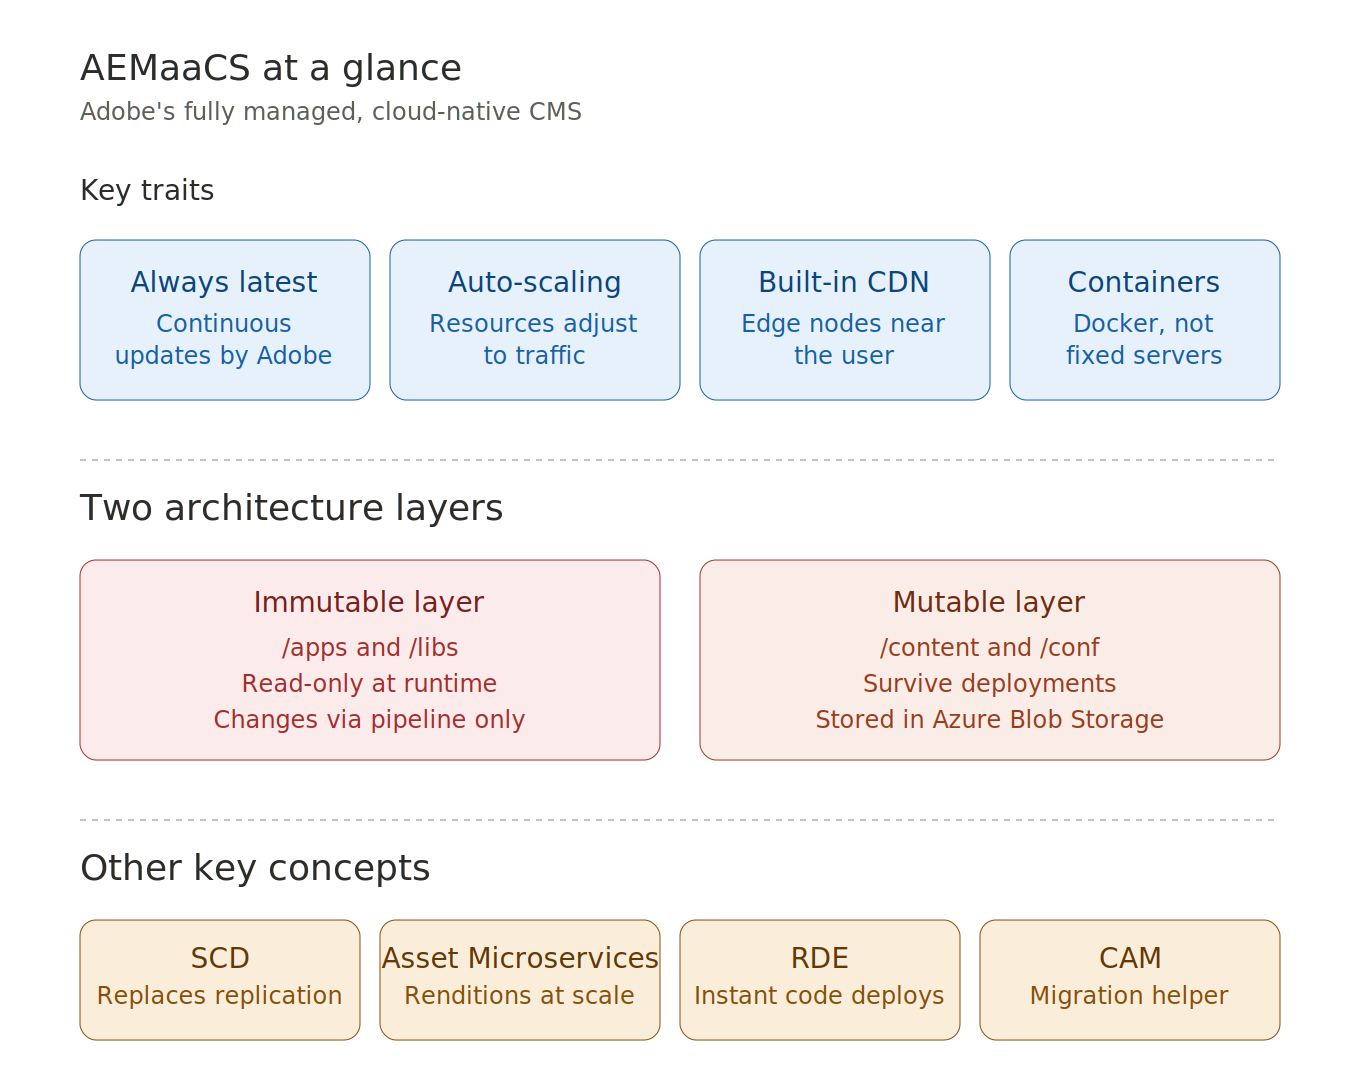 AEMaaCS at a glance
Adobe's fully managed, cloud-native CMS
Key traits
Always latest
Continuous
updates by Adobe
Auto-scaling
Resources adjust
to traffic
Built-in CDN
Edge nodes near
the user
Containers
Docker, not
fixed servers
Two architecture layers
Immutable layer
/apps and /libs
Read-only at runtime
Changes via pipeline only
Mutable layer
/content and /conf
Survive deployments
Stored in Azure Blob Storage
Other key concepts
SCD
Replaces replication
Asset Microservices
Renditions at scale
RDE
Instant code deploys
CAM
Migration helper